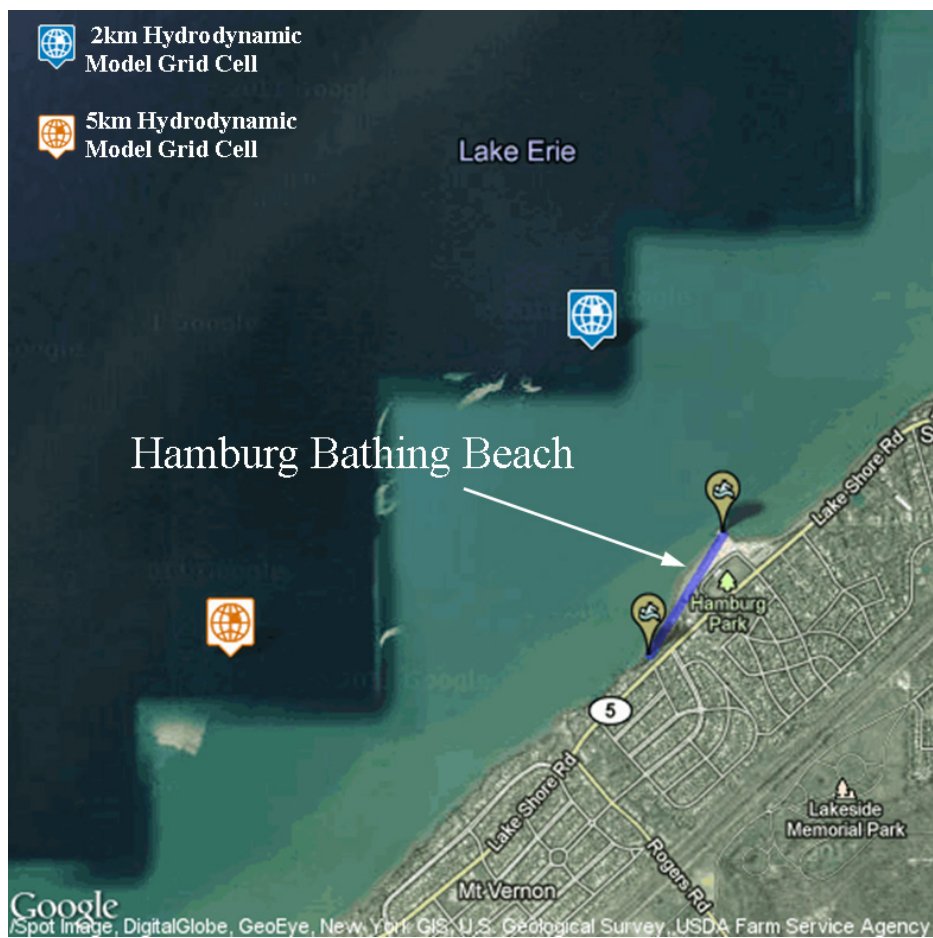 2km Hydrodynamic
Model Grid Cell
5km Hydrodynamic
Model Grid Cell
Lake Erie
Hamburg Bathing Beach
Lake Shore Rd
Hamburg
Park
5
Lake Shore Rd
Rogers Rd
Lakeside
Memorial Park
Mt Vernon
Google
/Spot Image, DigitalGlobe, GeoEye, New York GIS, U.S. Geological Survey, USDA Farm Service Agency